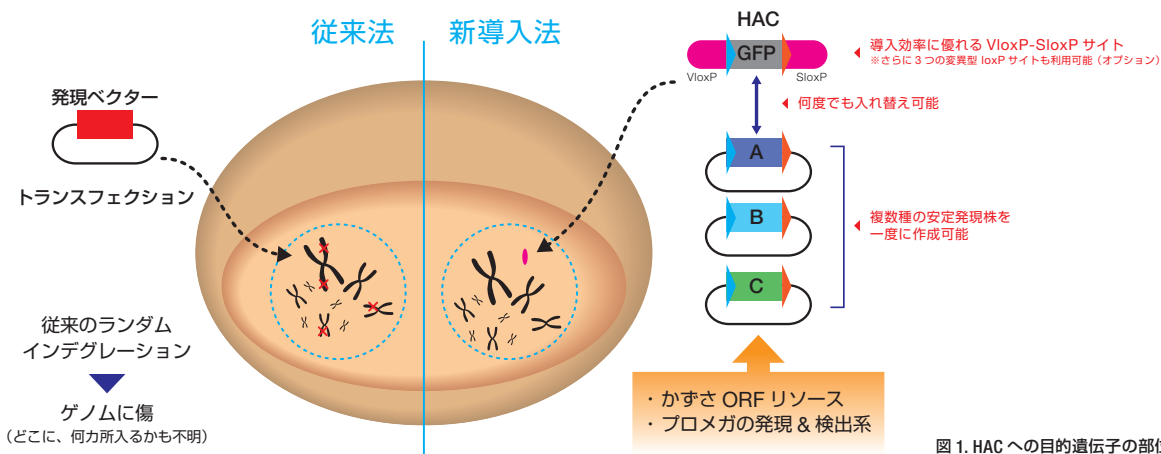 従来法
新導入法
発現ベクター
トランスフェクション
従来のランダム
インデグレーション
ゲノムに傷
（どこに、何カ所入るかも不明）
HAC
GFP
VloxP
SloxP
導入効率に優れる VloxP-SloxP サイト
※さらに 3 つの変異型 loxP サイトも利用可能（オプション）
何度でも入れ替え可能
A
B
C
複数種の安定発現株を
一度に作成可能
・かずさ ORF リソース
・プロメガの発現 & 検出系
図 1. HAC への目的遺伝子の部位